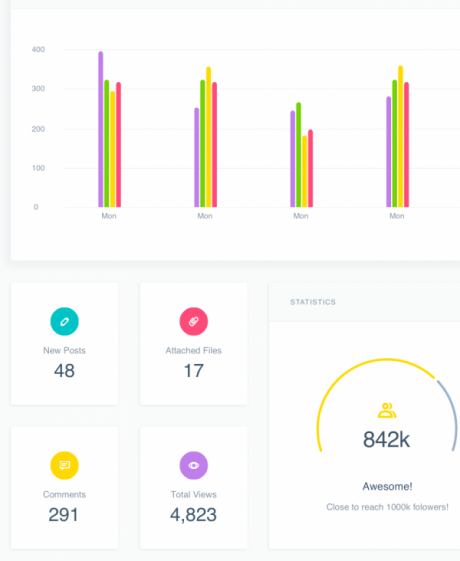 400
300
200
100
0
Mon Mon Mon Mon
New Posts
48
Attached Files
17
Comments
291
Total Views
4,823
STATISTICS
842k
Awesome!
Close to reach 1000k folowers!